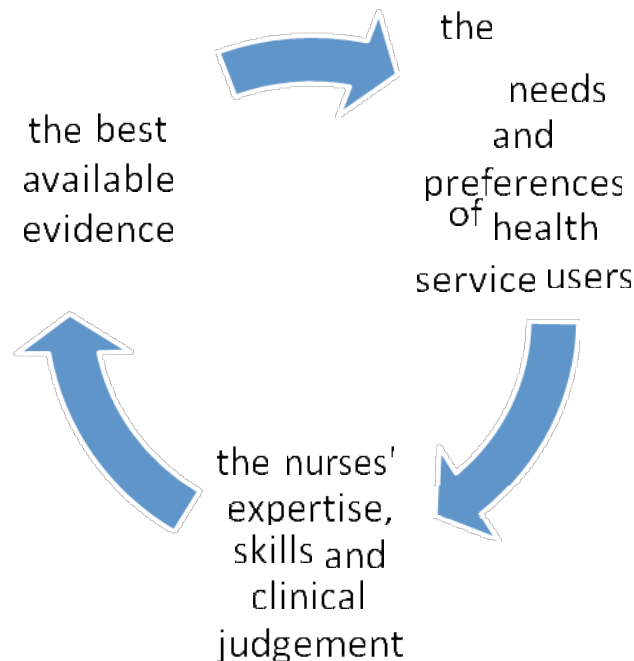 the best
available
evidence
the
needs
and
preferences
of health
service users
the nurses'
expertise,
skills and
clinical
judgement